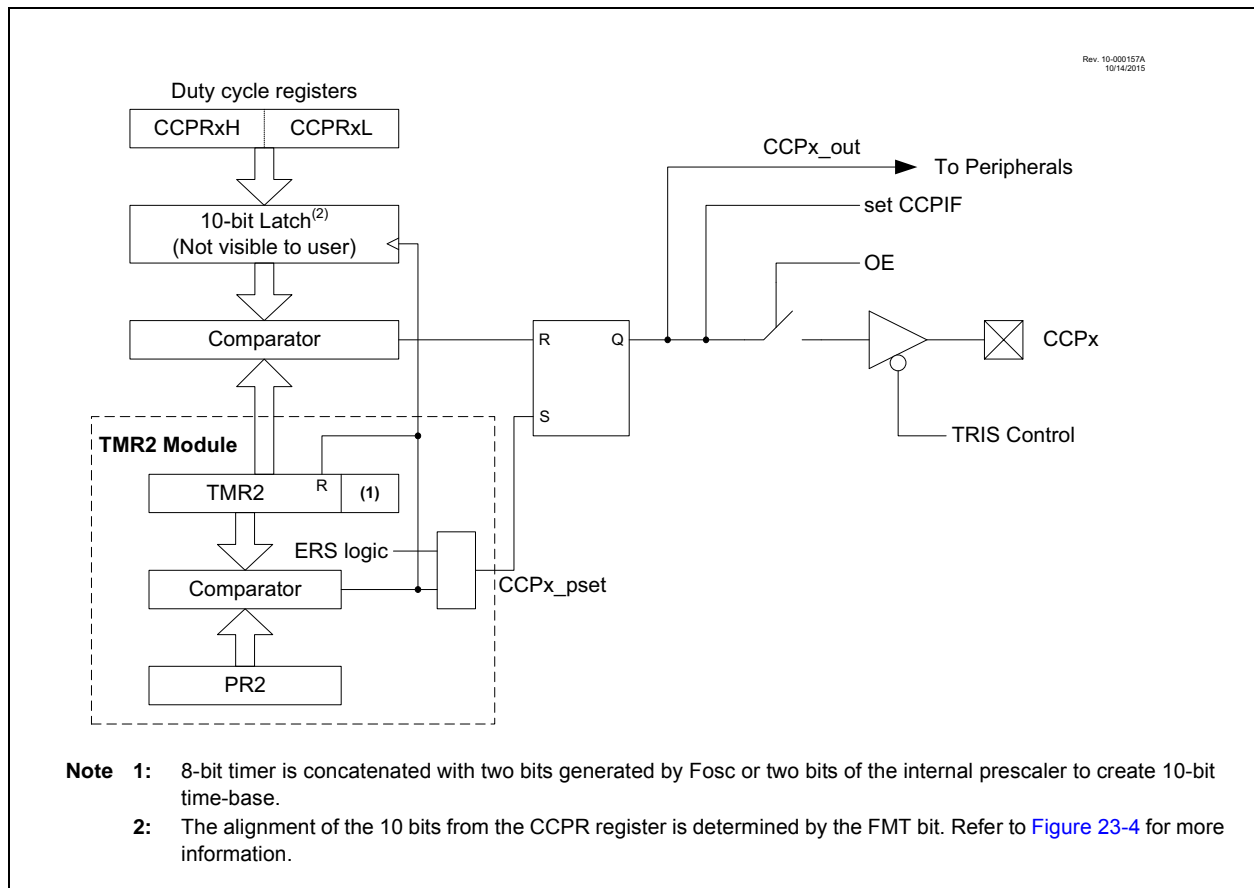 Rev. 10-000157A
10/14/2015
Duty cycle registers
CCPRxH CCPRxL
CCPx_out
To Peripherals
set CCPIF
10-bit Latch(2)
(Not visible to user)
OE
Comparator
R Q
CCPx
S
TRIS Control
TMR2 Module
TMR2 R (1)
ERS logic
CCPx_pset
Comparator
PR2
Note 1: 8-bit timer is concatenated with two bits generated by Fosc or two bits of the internal prescaler to create 10-bit
time-base.
2: The alignment of the 10 bits from the CCPR register is determined by the FMT bit. Refer to Figure 23-4 for more
information.